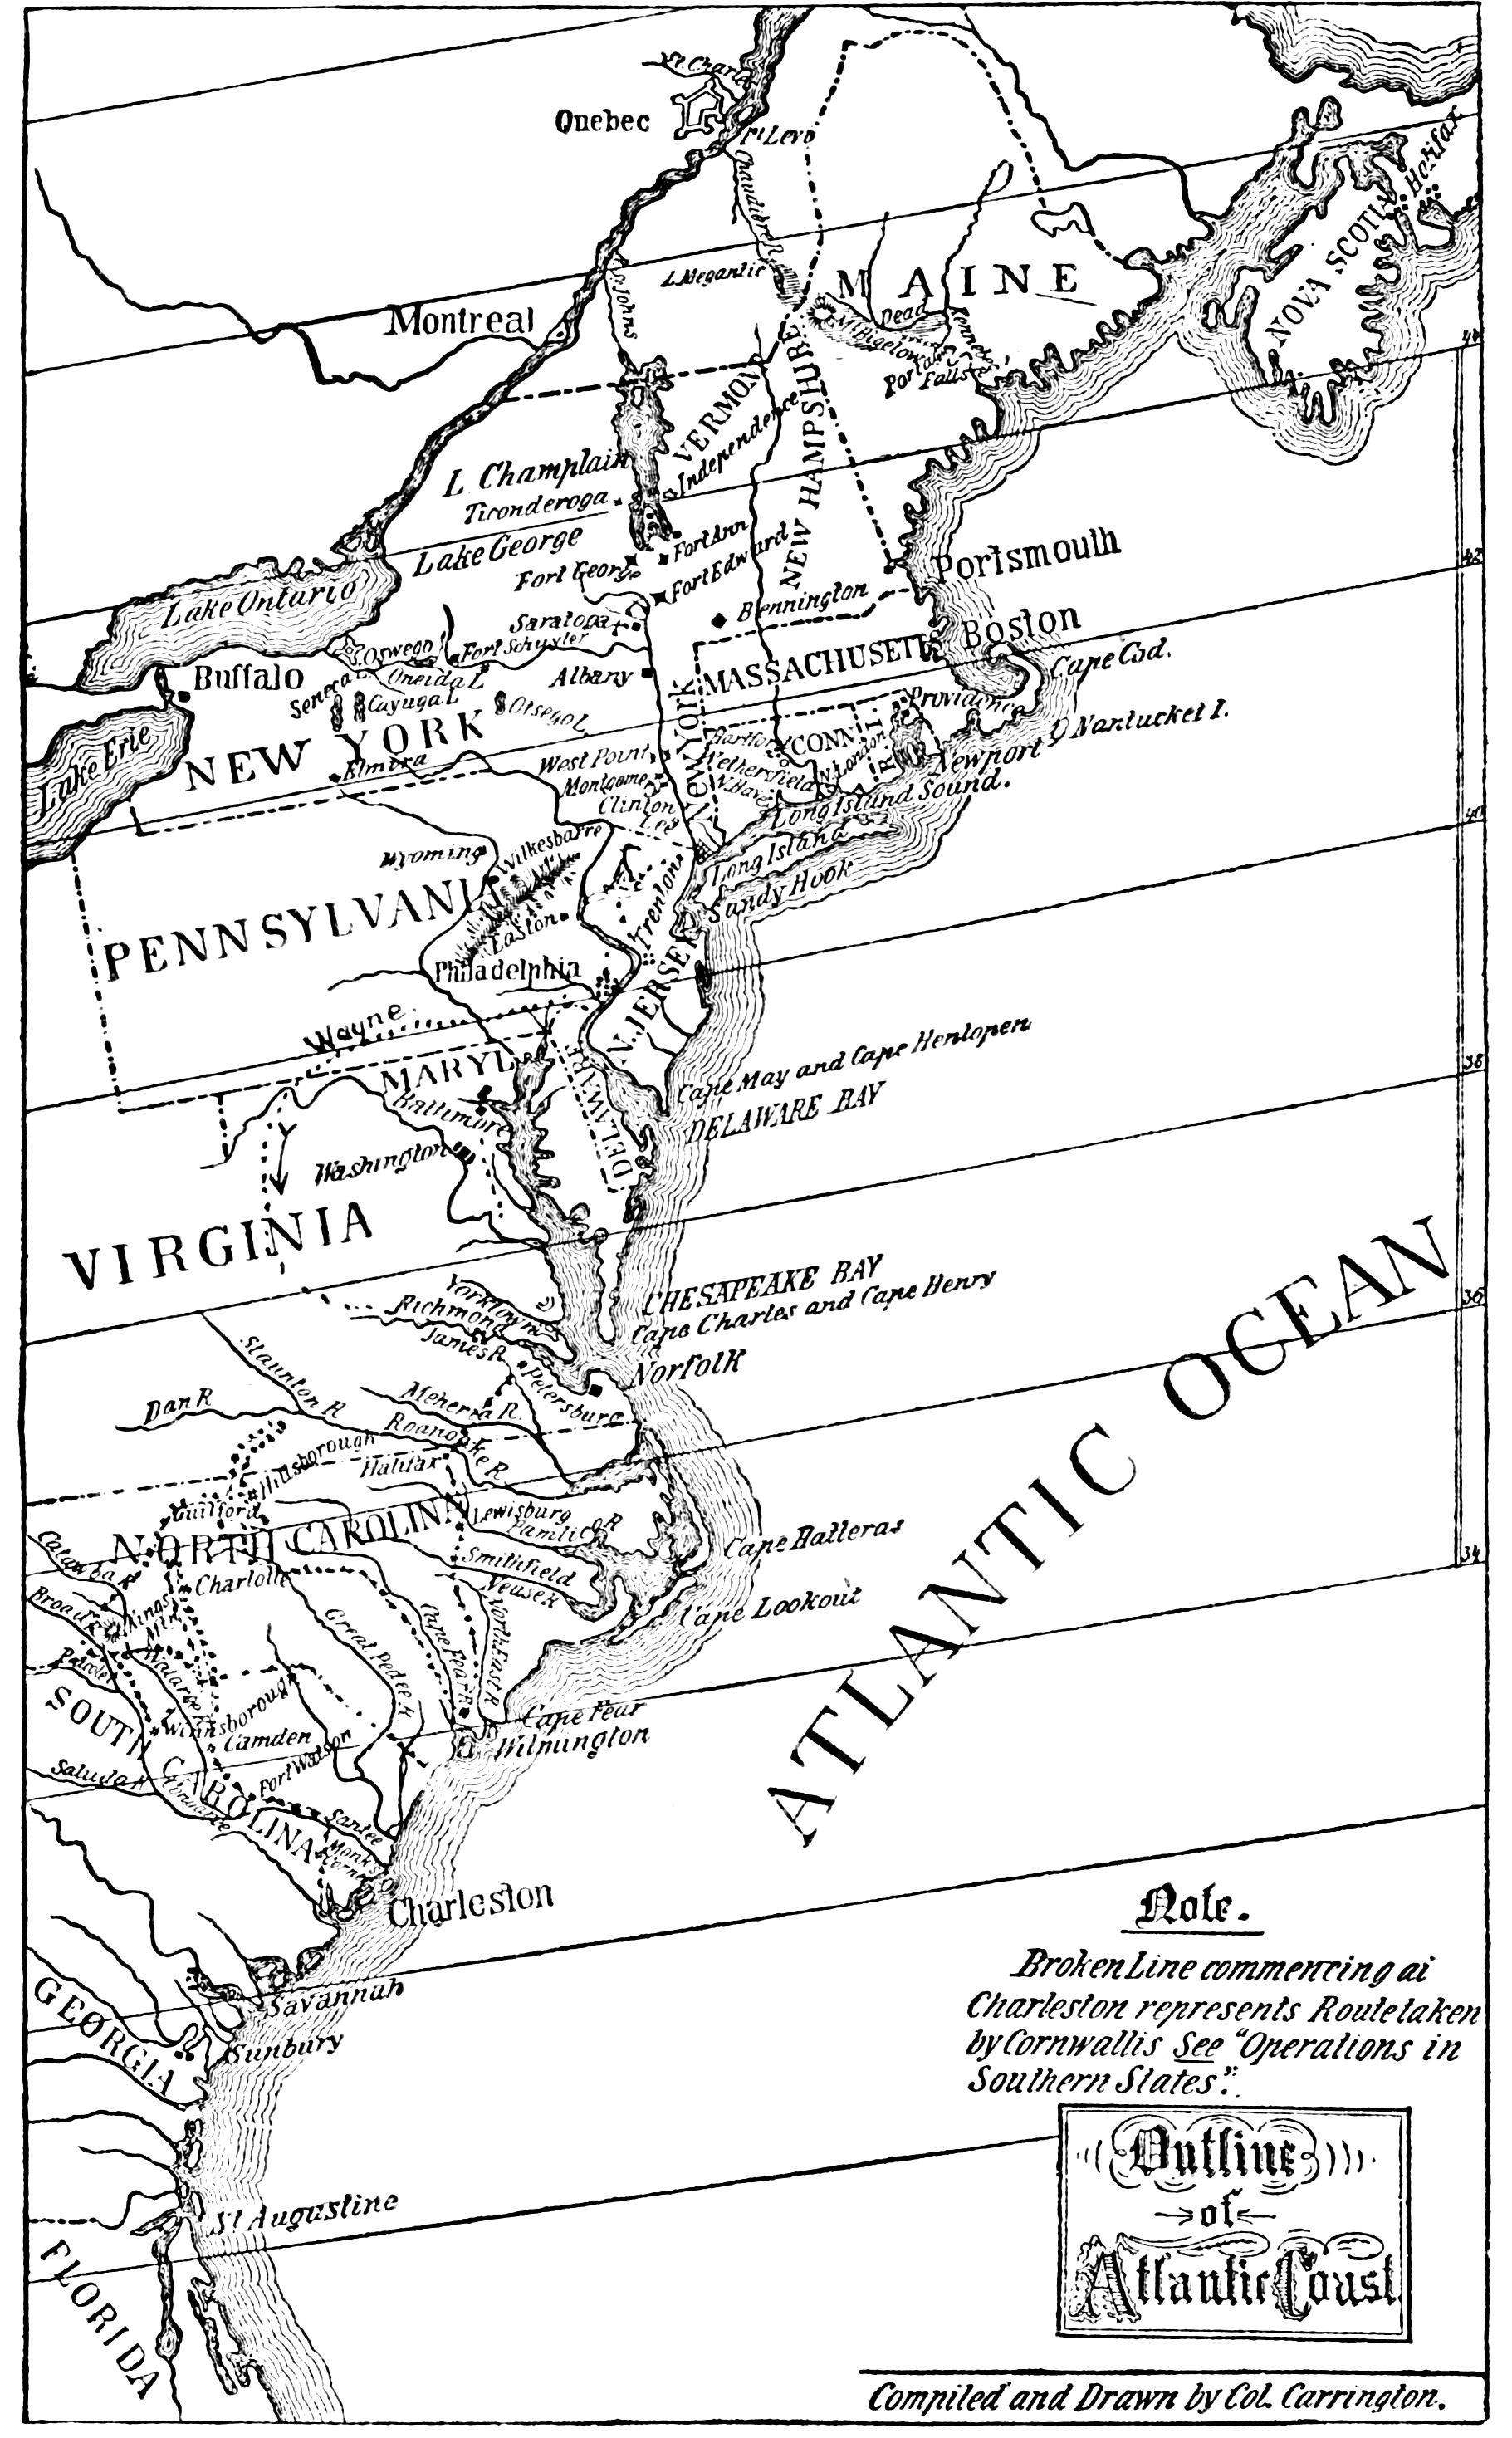 St. Charles
Quebec
Pt Levi
Chaudière R.
Halifax
NOVA SCOTIA
L. Megantic
MAINE
St. Johns
Montreal
Dead
Mt Bigelow
Kennebec
Portage
Falls
44
VERMONT
Independence
NEW HAMPSHIRE
L. Champlain
Ticonderoga
Lake George
Fort Ann
Portsmouth
42
Fort George
Fort Edward
Lake Ontario
Bennington
Saratoga
Boston
Oswego
Fort Schuyler
MASSACHUSETTS
Cape Cod.
Buffalo
Oneida L
Albany
Seneca L
Cayuga L
Otsego L.
Providence
Nantucket I.
NEW YORK
New York
Hartford
CONN
R I.
Lake Erie
Elmira
West Point
Wethersfield
N. London
Newport
Montgomery
N. Haven
Clinton
Long Island Sound.
Lee
40
Wyoming
Wilkesbarre
Long Island
Sandy Hook
PENNSYLVANIA
Trenton
Easton
Philadelphia
N. JERSEY
Wayne
MARYLD
Cape May and Cape Henlopen
38
Baltimore
DELAWARE
DELAWARE BAY
Washington
VIRGINIA
CHESAPEAKE BAY
Cape Charles and Cape Henry
36
Yorktown
Richmond
James R.
Norfolk
ATLANTIC OCEAN
Staunton R
Petersburg
Dan R
Meherrin R.
Roanoke R
Hillsborough
Halifax
Guilford
NORTH CAROLINA
Lewisburg
Pamlico R
Cape Hatteras
34
Catawba R
Smithfield
Charlotte
Neuse R
Cape Lookout
Broad R
Kings
Mtn
Great Pedee R
Cape Fear R
North East R
Pacolet
Wateree
SOUTH CAROLINA
Winnsborough
Cape Fear
Camden
Wilmington
Saluda R
Fort Watson
Congaree
Santee
Monks
Corner
Charleston
Note.
Broken Line commencing at
Charleston represents Route taken
by Cornwallis See "Operations in
Southern States".
GEORGIA
Savannah
Sunbury
Outline
of
Atlantic Coast.
St Augustine
FLORIDA
Compiled and Drawn by Col. Carrington.